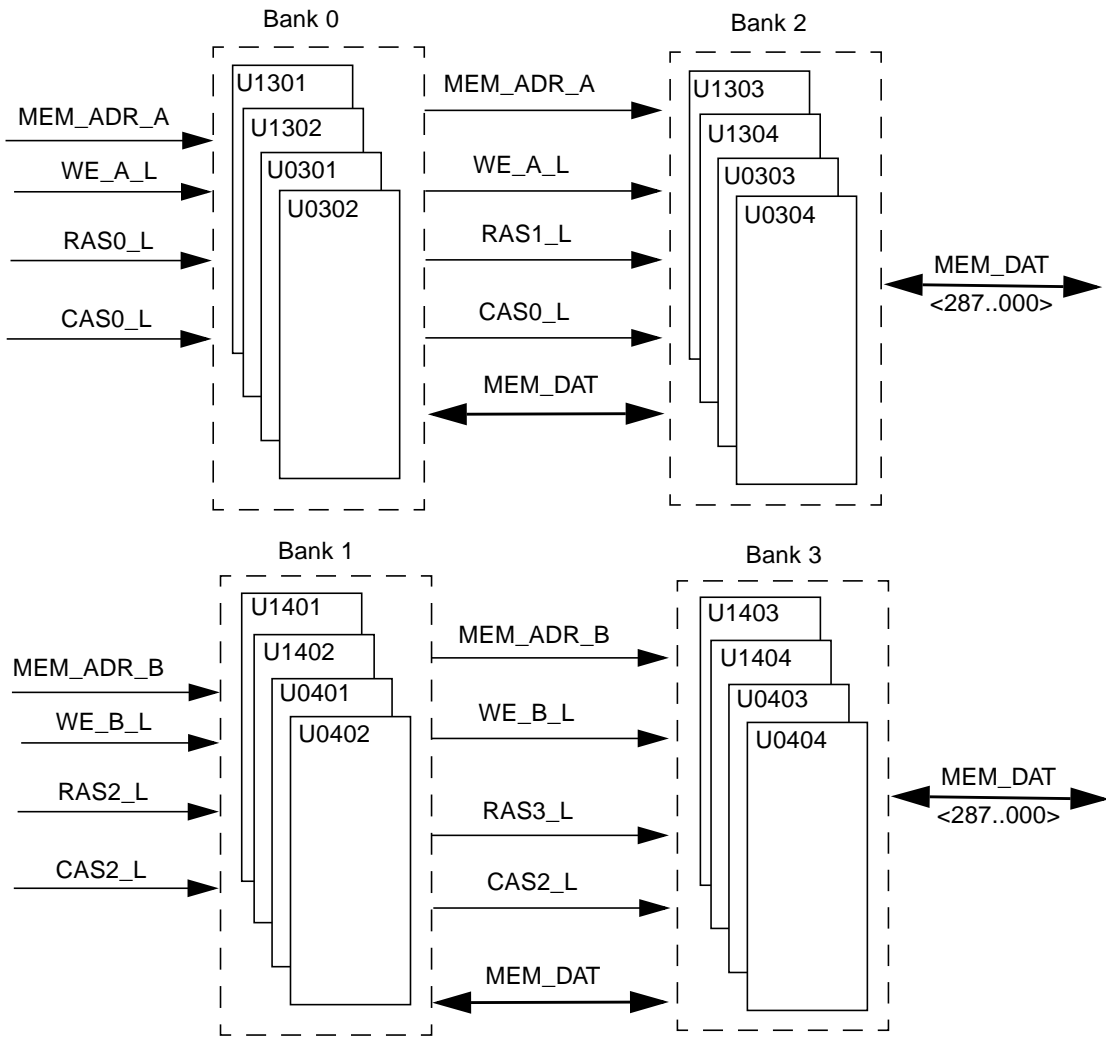 Bank 0
Bank 2
U1301
U1302
U0301
U0302
MEM_ADR_A
WE_A_L
RAS0_L
CAS0_L
MEM_ADR_A
WE_A_L
RAS1_L
CAS0_L
MEM_DAT
U1303
U1304
U0303
U0304
MEM_DAT
<287..000>
Bank 1
Bank 3
U1401
U1402
U0401
U0402
MEM_ADR_B
WE_B_L
RAS2_L
CAS2_L
MEM_ADR_B
WE_B_L
RAS3_L
CAS2_L
MEM_DAT
U1403
U1404
U0403
U0404
MEM_DAT
<287..000>